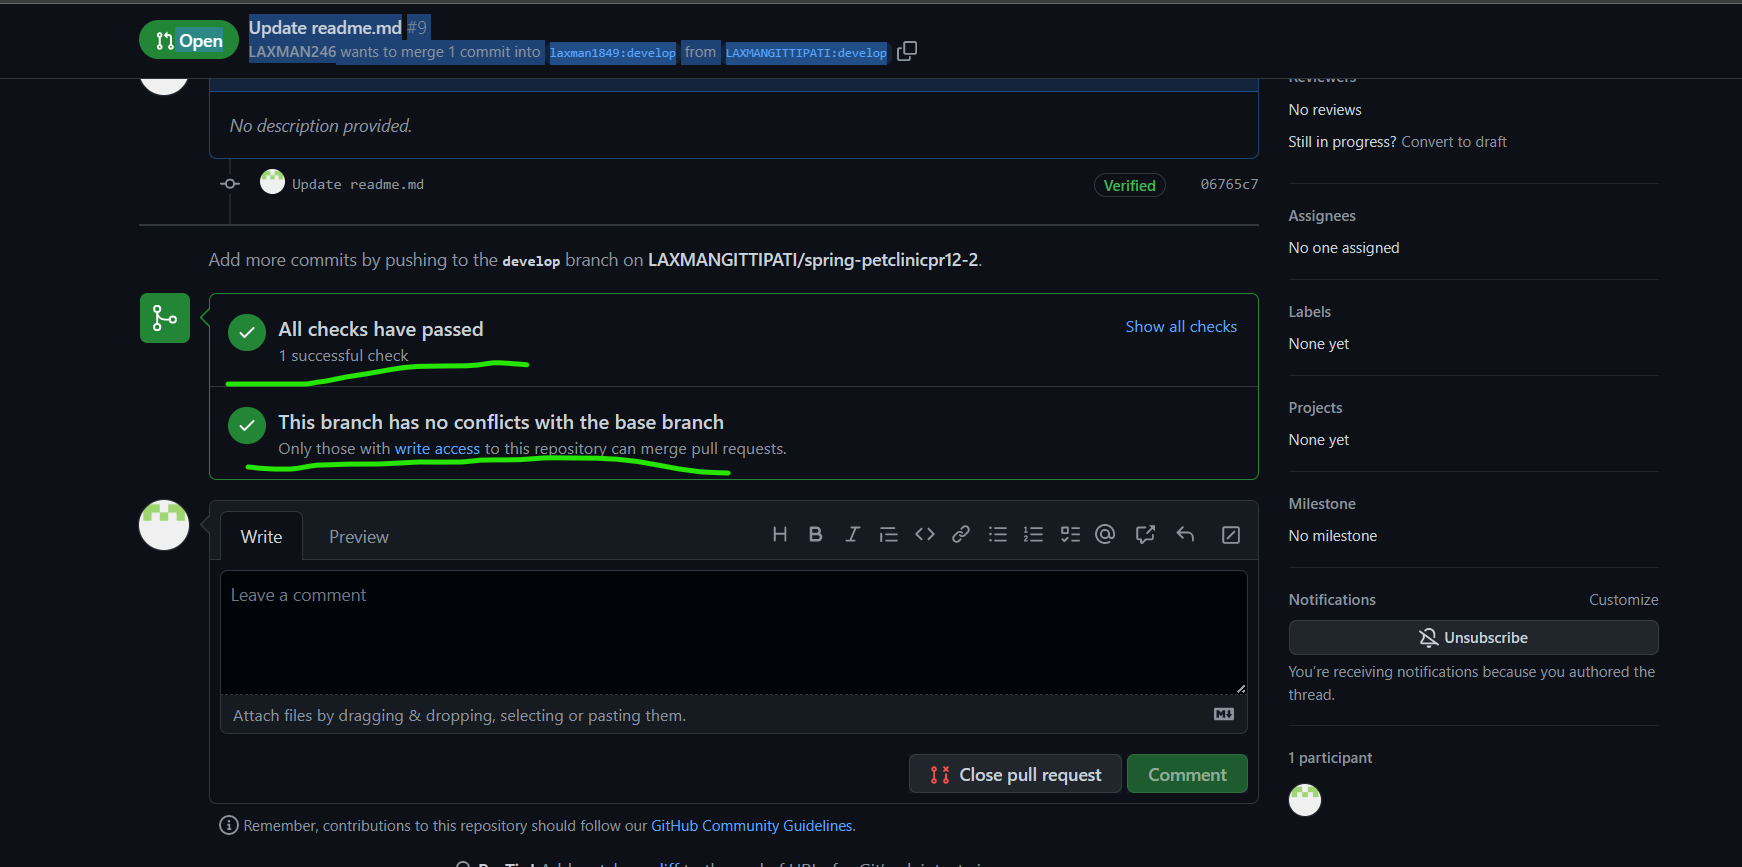 Open
Update readme.md #9
LAXMAN246 wants to merge 1 commit into laxman1849:develop from LAXMANGITTIPATI:develop
Reviewers
No reviews
Still in progress? Convert to draft
No description provided.
Update readme.md Verified 06765c7
Assignees
No one assigned
Add more commits by pushing to the develop branch on LAXMANGITTIPATI/spring-petclinicpr12-2.
All checks have passed
1 successful check
Show all checks
This branch has no conflicts with the base branch
Only those with write access to this repository can merge pull requests.
Labels
None yet
Projects
None yet
Milestone
No milestone
Write Preview
Leave a comment
Attach files by dragging & dropping, selecting or pasting them.
Close pull request Comment
Notifications Customize
Unsubscribe
You're receiving notifications because you authored the
thread.
1 participant
Remember, contributions to this repository should follow our GitHub Community Guidelines.